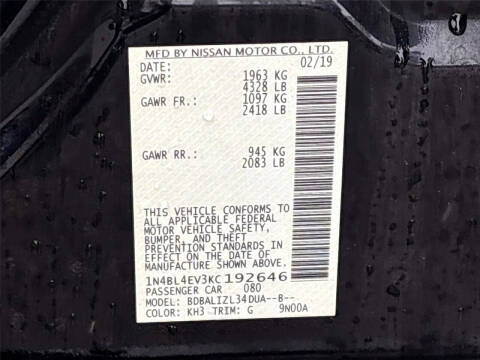 MFD BY NISSAN MOTOR CO., LTD.
DATE: 02/19
GVWR: 1963 KG
4328 LB
GAWR FR.: 1097 KG
2418 LB
GAWR RR.: 945 KG
2083 LB
THIS VEHICLE CONFORMS TO
ALL APPLICABLE FEDERAL
MOTOR VEHICLE SAFETY,
BUMPER, AND THEFT
PREVENTION STANDARDS IN
EFFECT ON THE DATE OF
MANUFACTURE SHOWN ABOVE.
1N4BL4EV3KC192646
PASSENGER CAR 080
MODEL: BDBALIZL34DUA--B--
COLOR: KH3 TRIM: G 9N00A